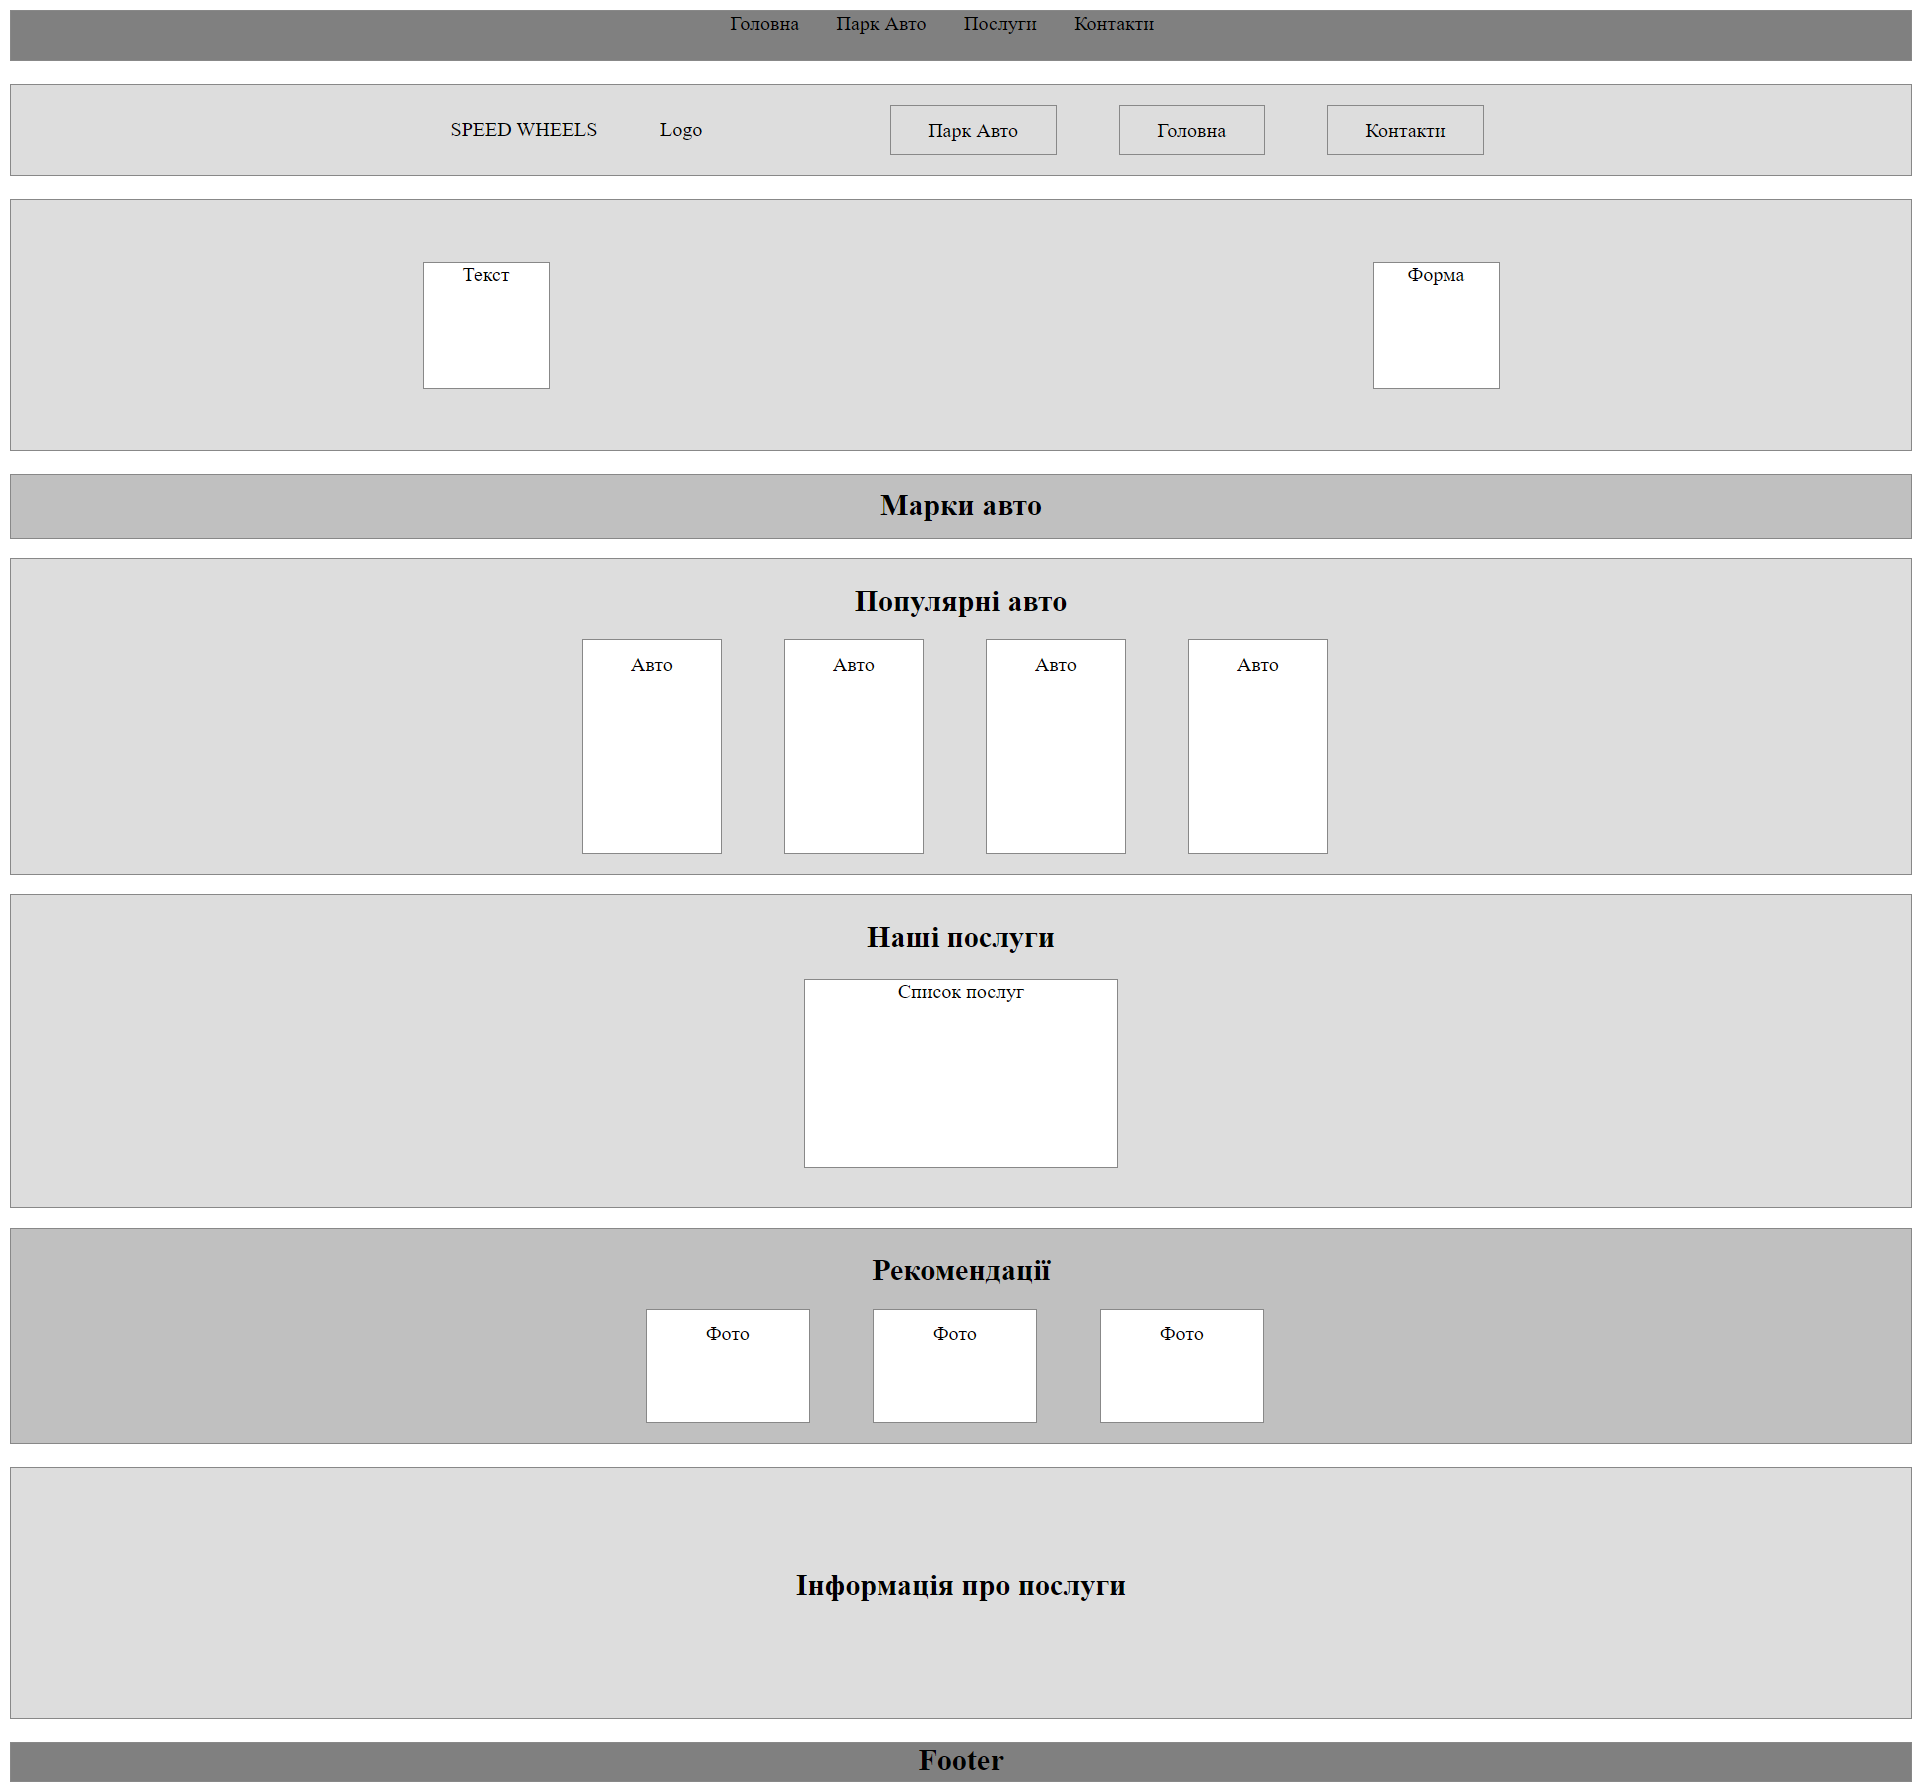 Головна Парк Авто Послуги Контакти
SPEED WHEELS Logo Парк Авто Головна Контакти
Текст Форма
Марки авто
Популярні авто
Авто Авто Авто Авто
Наші послуги
Список послуг
Рекомендації
Фото Фото Фото
Інформація про послуги
Footer